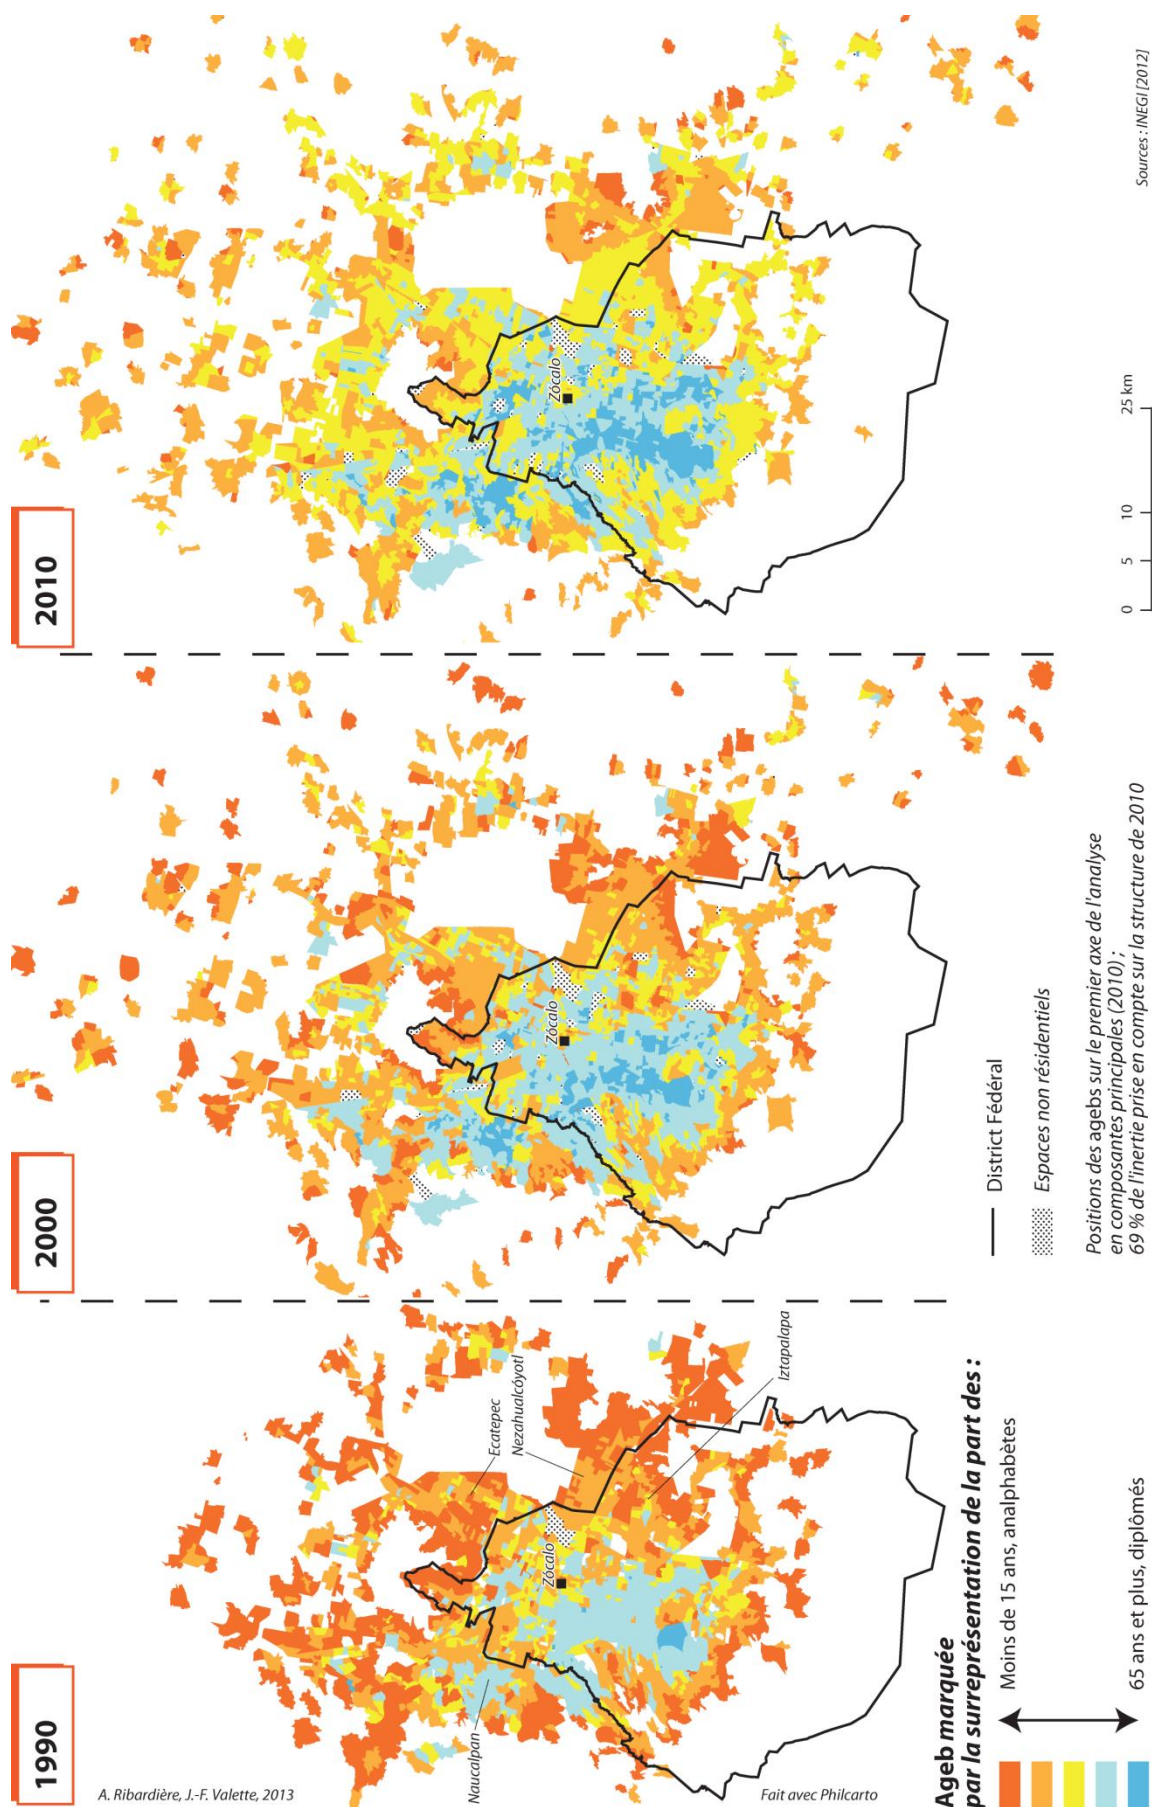 1990
2000
2010
Naucalpan
Ecatepec
Nezahualcóyotl
Iztapalapa
Zócalo
Zócalo
Zócalo
A. Ribardière, J.-F. Valette, 2013
Fait avec Philcarto
Ageb marquée
par la surreprésentation de la part des :
Moins de 15 ans, analphabètes
65 ans et plus, diplômés
District Fédéral
Espaces non résidentiels
Positions des agebs sur le premier axe de l'analyse
en composantes principales (2010) ;
69 % de l'inertie prise en compte sur la structure de 2010
0 5 10 25 km
Sources : INEGI [2012]